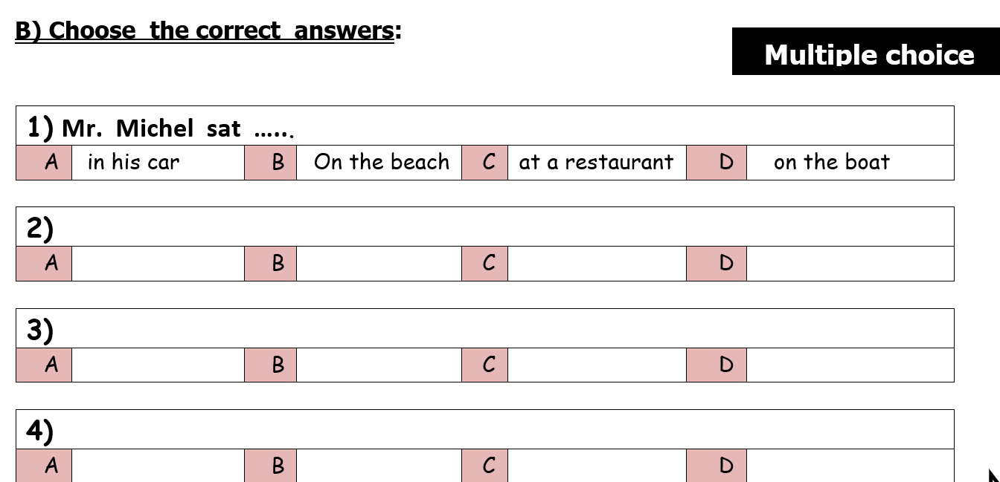 B) Choose the correct answers:
Multiple choice
1) Mr. Michel sat ......
A in his car B On the beach C at a restaurant D on the boat
2)
A B C D
3)
A B C D
4)
A B C D